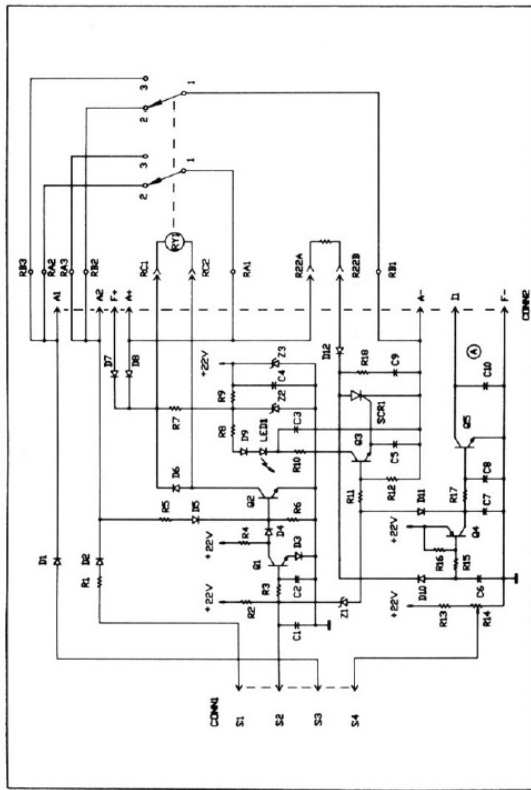 3
2
1
3
2
1
RY1
RB3
RA2
RA3
RB2
RC1
RC2
RA1
R22A
R22B
RB1
A1
A2
F+
A+
A-
I1
F-
CONN2
D7
D8
+22V
Z3
D12
R18
C9
A
R9
C4
Z2
C3
SCR1
C10
R7
R8
D9
LED1
R10
Q3
C5
Q5
D6
Q2
R11
R12
R5
D5
R6
D11
R17
C8
C7
D1
D2
R1
+22V
R4
D4
Q1
D3
+22V
R16
Q4
R15
+22V
R2
R3
C2
C1
Z1
D10
C6
+22V
R13
R14
CONN1
S1
S2
S3
S4